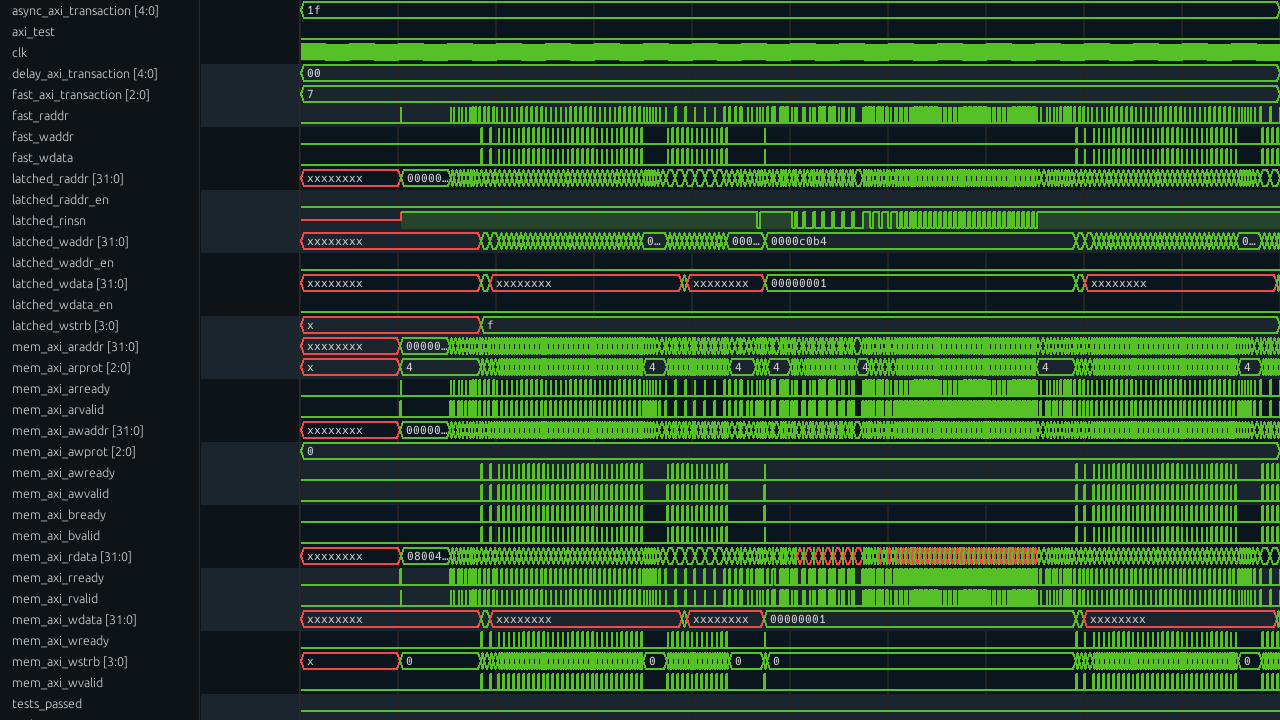 async_axi_transaction [4:0] 1f
axi_test
clk
delay_axi_transaction [4:0] 00
fast_axi_transaction [2:0] 7
fast_raddr
fast_waddr
fast_wdata
latched_raddr [31:0] xxxxxxxx 00000…
latched_raddr_en
latched_rinsn
latched_waddr [31:0] xxxxxxxx 0… 000… 0000c0b4 0…
latched_waddr_en
latched_wdata [31:0] xxxxxxxx xxxxxxxx xxxxxxxx 00000001 xxxxxxxx
latched_wdata_en
latched_wstrb [3:0] x f
mem_axi_araddr [31:0] xxxxxxxx 00000…
mem_axi_arprot [2:0] x 4 4 4 4 4 4 4
mem_axi_arready
mem_axi_arvalid
mem_axi_awaddr [31:0] xxxxxxxx 00000…
mem_axi_awprot [2:0] 0
mem_axi_awready
mem_axi_awvalid
mem_axi_bready
mem_axi_bvalid
mem_axi_rdata [31:0] xxxxxxxx 08004…
mem_axi_rready
mem_axi_rvalid
mem_axi_wdata [31:0] xxxxxxxx xxxxxxxx xxxxxxxx 00000001 xxxxxxxx
mem_axi_wready
mem_axi_wstrb [3:0] x 0 0 0 0 0
mem_axi_wvalid
tests_passed